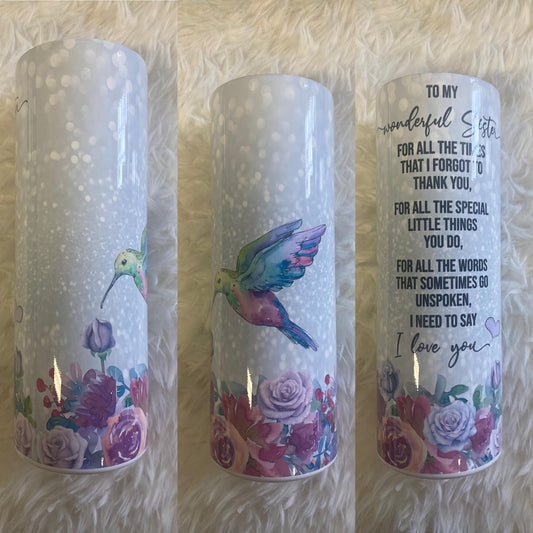 TO MY
wonderful Sister
FOR ALL THE TIMES
THAT I FORGOT TO
THANK YOU,
FOR ALL THE SPECIAL
LITTLE THINGS
YOU DO,
FOR ALL THE WORDS
THAT SOMETIMES GO
UNSPOKEN,
I NEED TO SAY
I love you